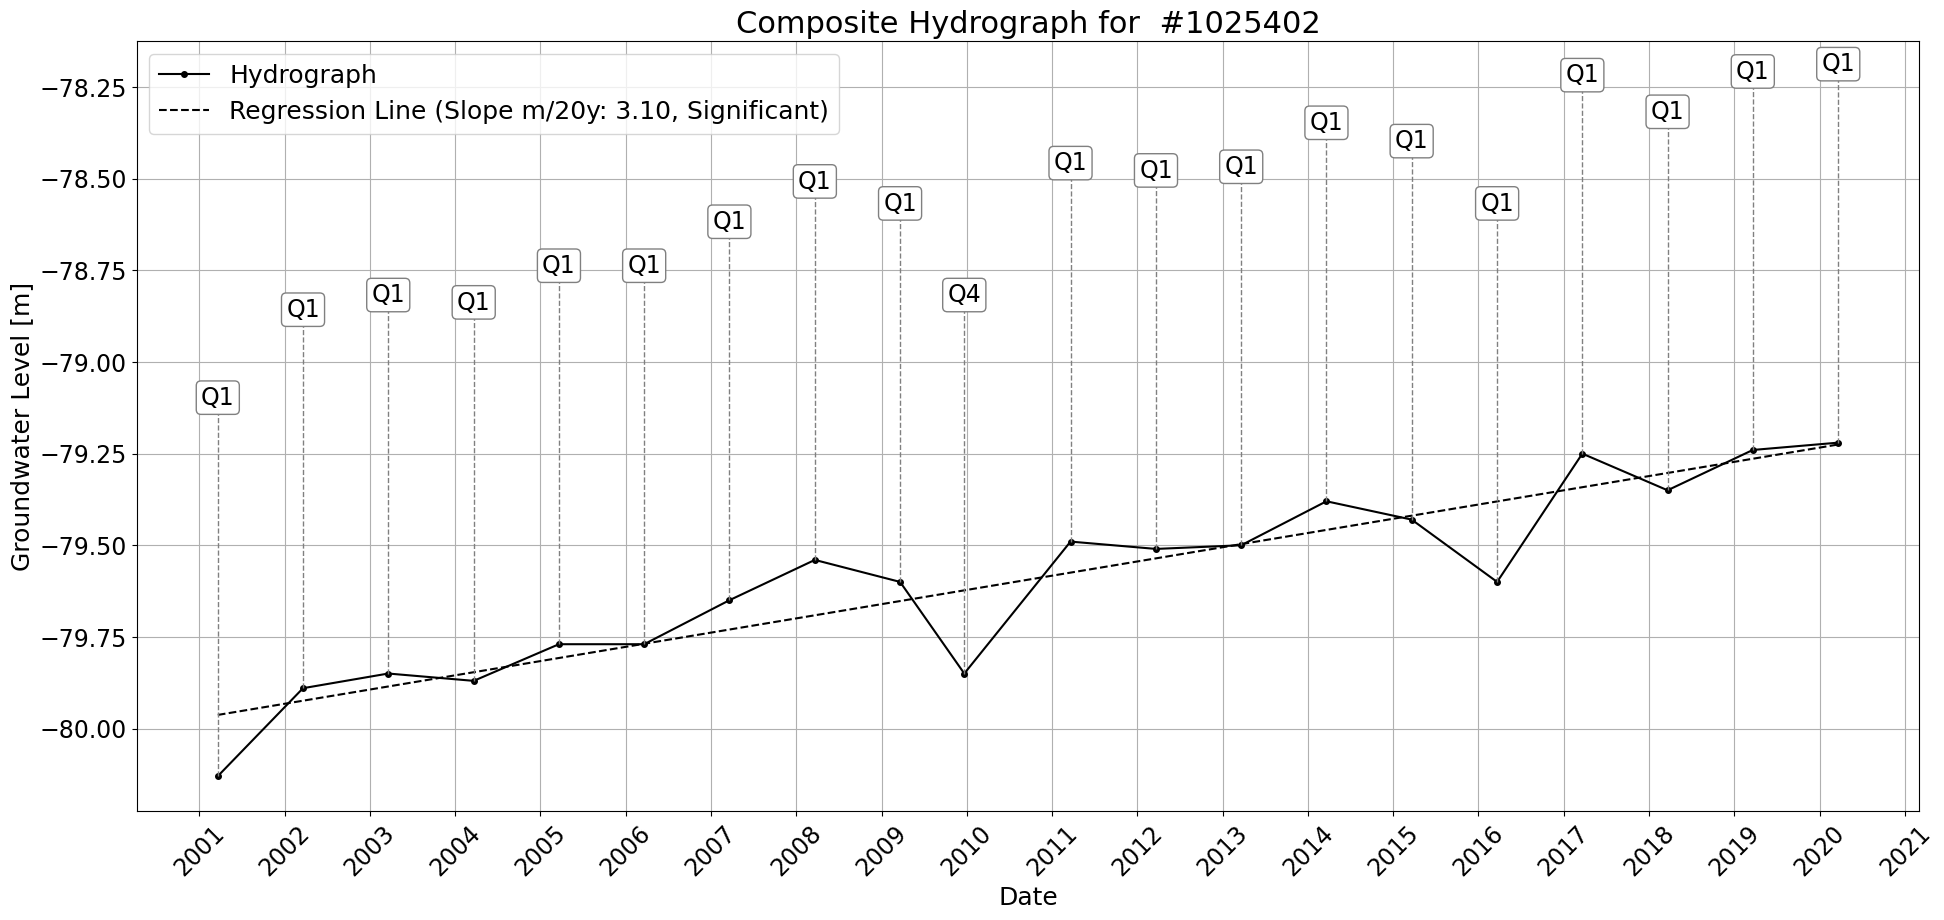 Composite Hydrograph for  #1025402
Hydrograph
Regression Line (Slope m/20y: 3.10, Significant)
Groundwater Level [m]
−78.25
−78.50
−78.75
−79.00
−79.25
−79.50
−79.75
−80.00
Q1
Q1
Q1
Q1
Q1
Q1
Q1
Q1
Q1
Q4
Q1
Q1
Q1
Q1
Q1
Q1
Q1
Q1
Q1
Q1
2001
2002
2003
2004
2005
2006
2007
2008
2009
2010
2011
2012
2013
2014
2015
2016
2017
2018
2019
2020
2021
Date